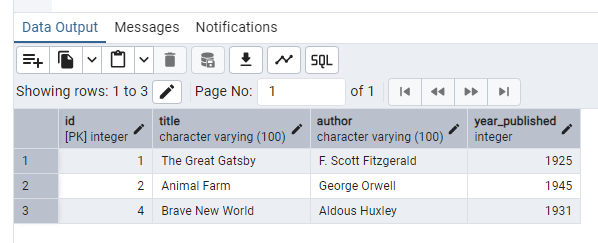 Data Output Messages Notifications
SQL
Showing rows: 1 to 3 Page No: 1 of 1
id title author year_published
[PK] integer character varying (100) character varying (100) integer
1 1 The Great Gatsby F. Scott Fitzgerald 1925
2 2 Animal Farm George Orwell 1945
3 4 Brave New World Aldous Huxley 1931